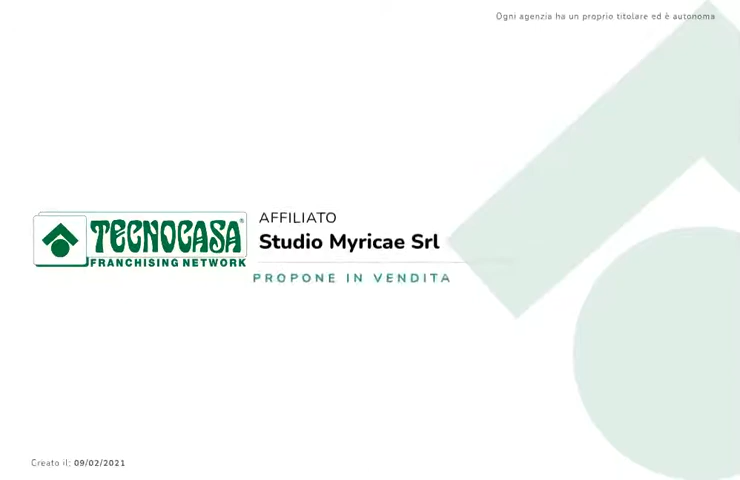 Ogni agenzia ha un proprio titolare ed è autonoma
AFFILIATO
TECNOCASA®
Studio Myricae Srl
FRANCHISING NETWORK
PROPONE IN VENDITA
Creato il; 09/02/2021